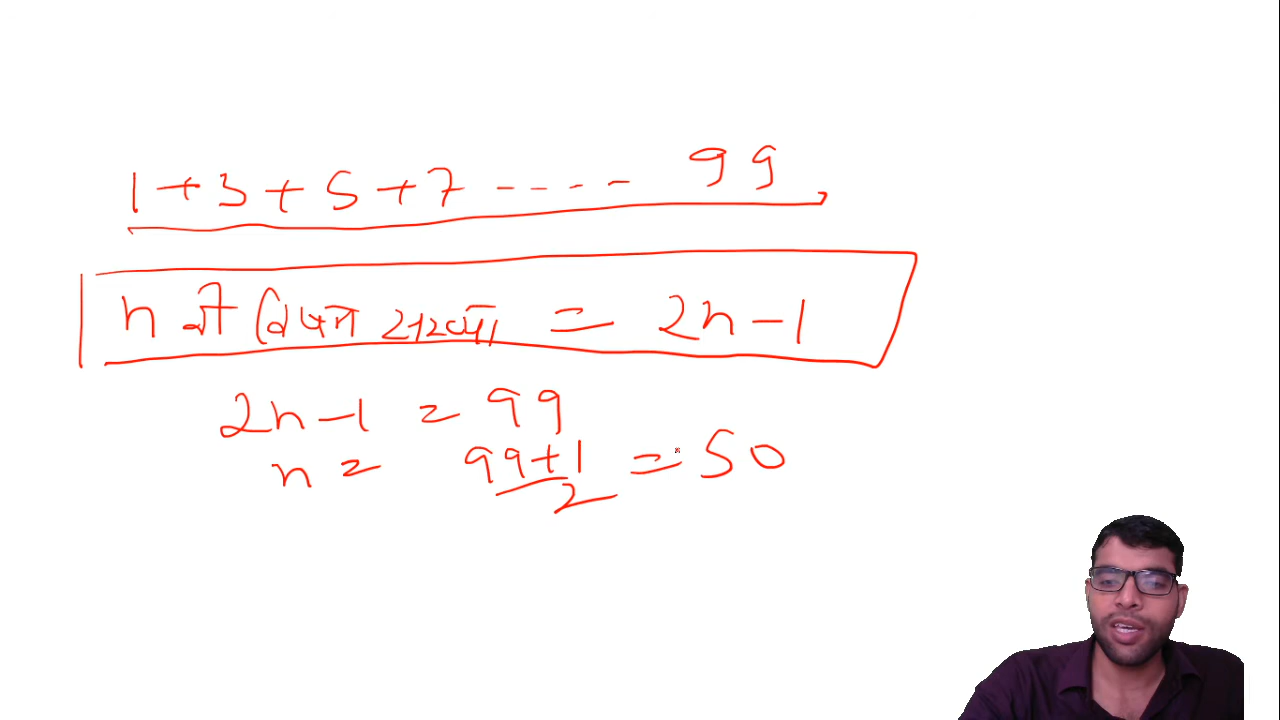 1 + 3 + 5 + 7 ----- 99
n वी विषम संख्या = 2n - 1
2n - 1 = 99
n = 99+1/2 = 50